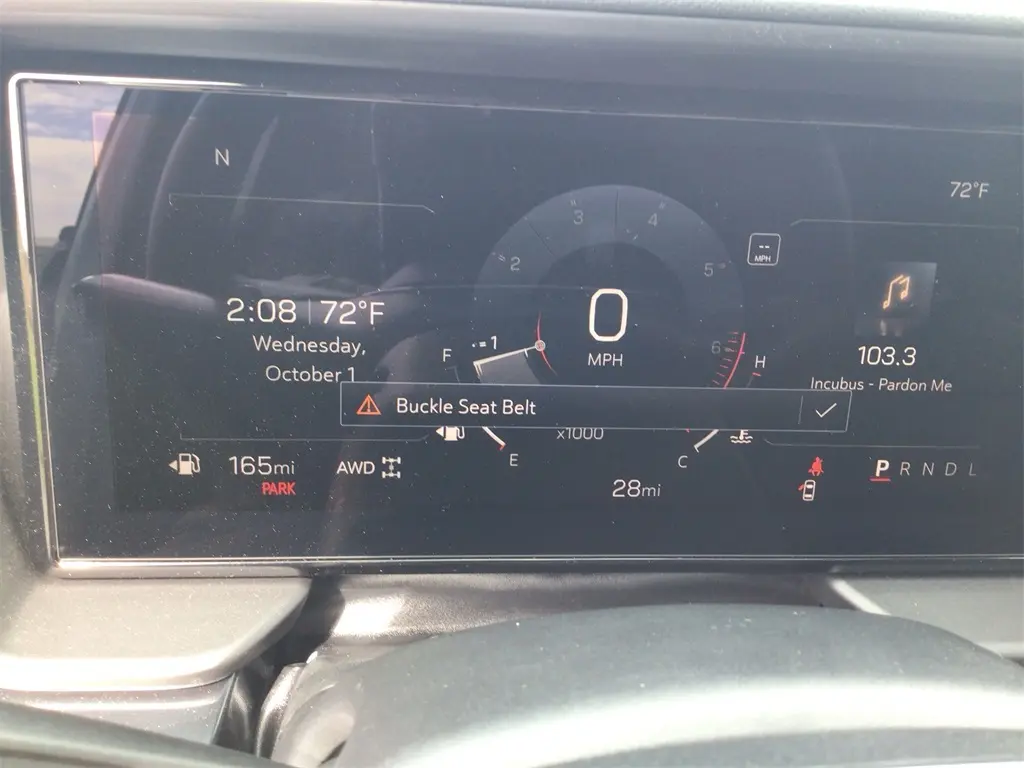 N
72°F
3 4
2 5
-- MPH
2:08 | 72°F
Wednesday,
October 1
F 1
0
MPH
6 H
103.3
Incubus - Pardon Me
Buckle Seat Belt
x1000
E C
165mi
PARK
AWD
28mi
P R N D L